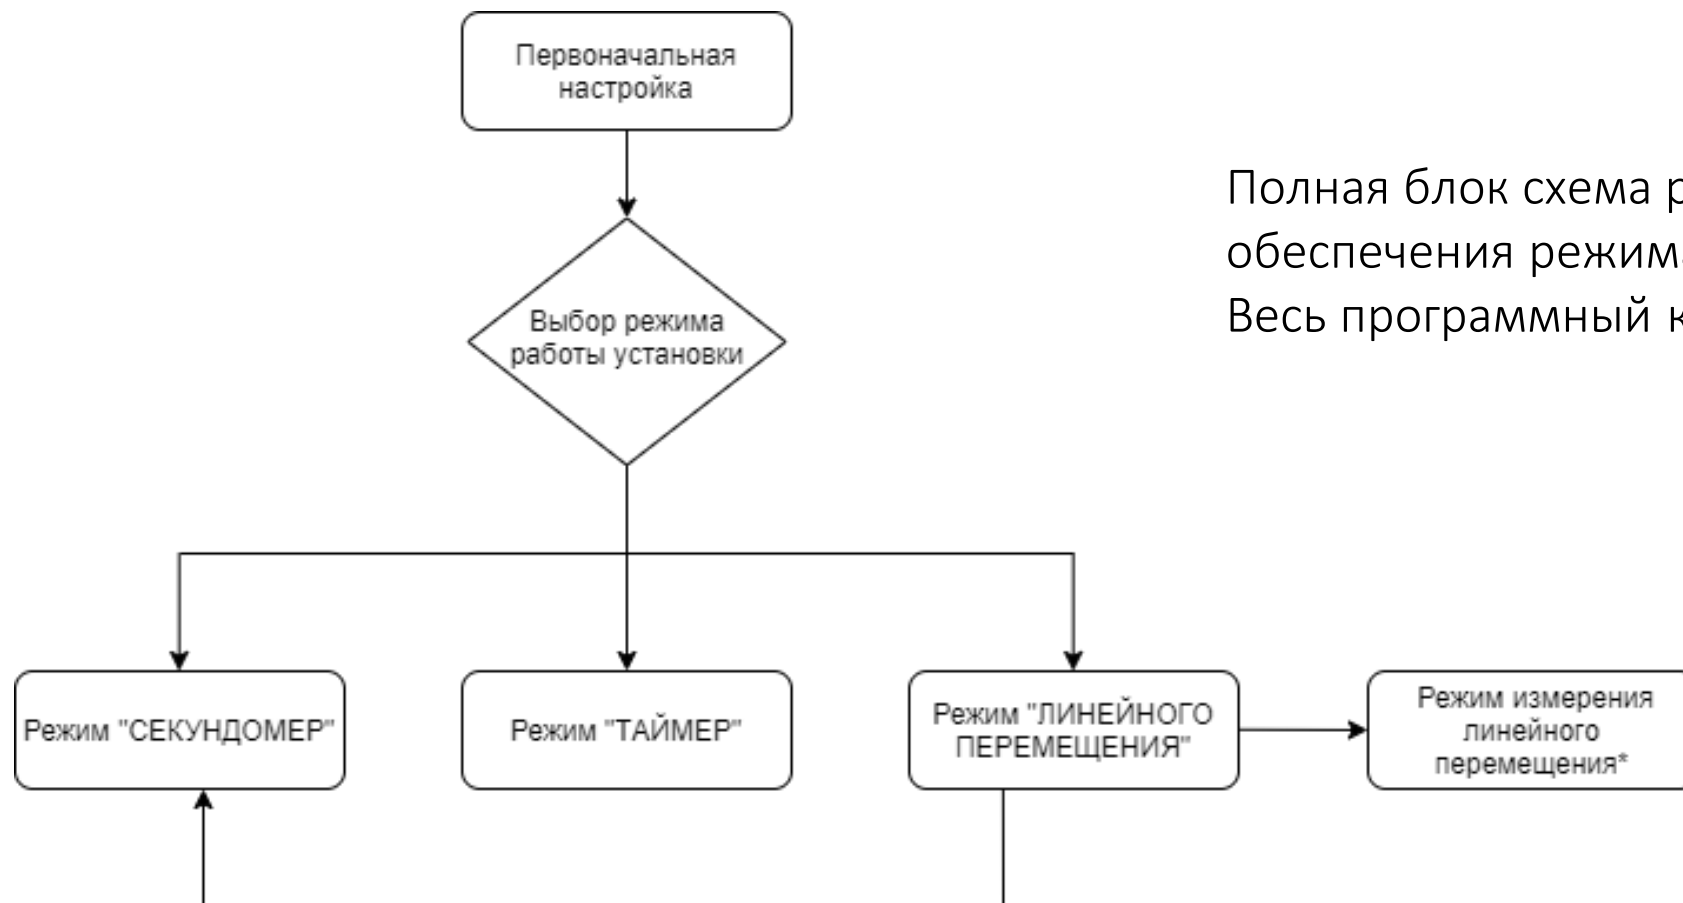 Первоначальная
настройка
Полная блок схема
обеспечения
Весь программный
Выбор режима
работы установки
Режим "СЕКУНДОМЕР"
Режим "ТАЙМЕР"
Режим "ЛИНЕЙНОГО
ПЕРЕМЕЩЕНИЯ"
Режим измерения
линейного
перемещения*